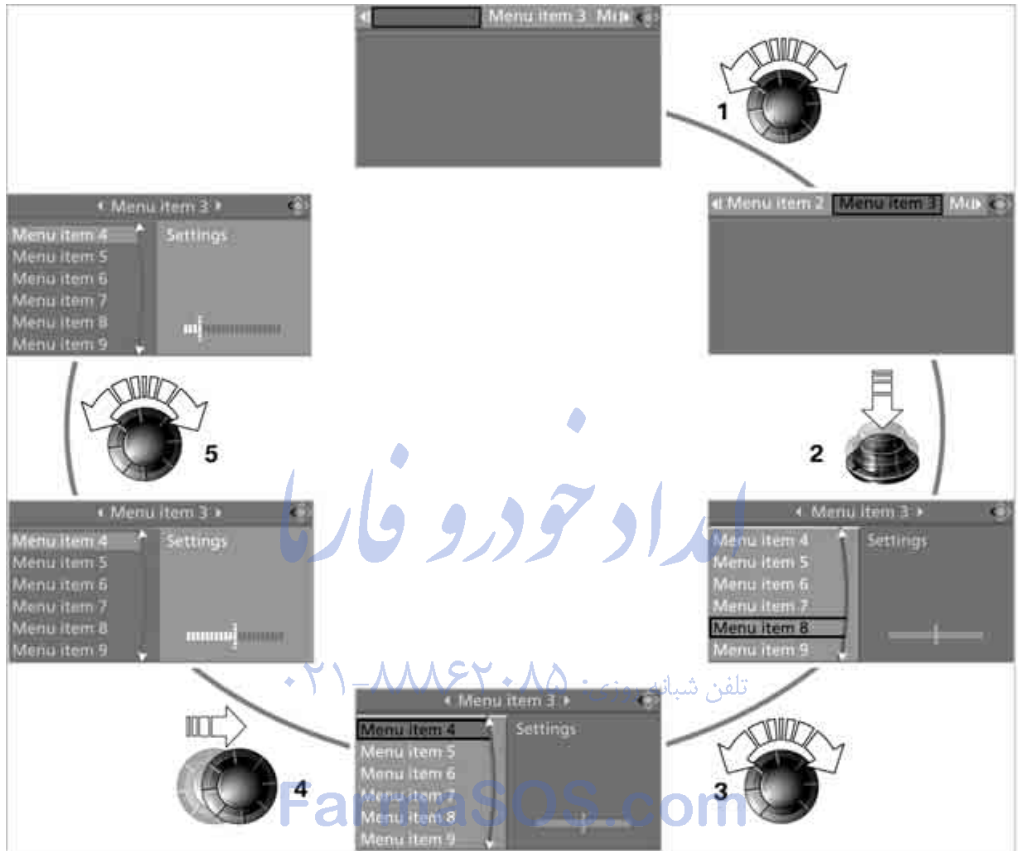 Menu item 3 M
1
Menu item 3
Menu item 4
Menu item 5
Menu item 6
Menu item 7
Menu item 8
Menu item 9
Settings
Menu item 2 Menu item 3 M
5
2
امداد خودرو فارما
Menu item 3
Menu item 4
Menu item 5
Menu item 6
Menu item 7
Menu item 8
Menu item 9
Settings
Menu item 3
Menu item 4
Menu item 5
Menu item 6
Menu item 7
Menu item 8
Menu item 9
Settings
تلفن شبانه روزی: ۰۲۱-۸۸۸۶۲۰۸۵
Menu item 3
Menu item 4
Menu item 5
Menu item 6
Menu item 7
Menu item 8
Menu item 9
Settings
4
3
FarmaSOS.com